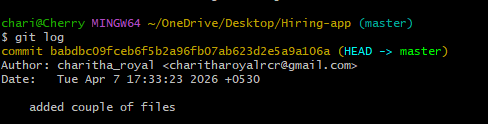 chari@Cherry MINGW64 ~/OneDrive/Desktop/Hiring-app (master)
$ git log
commit babdbc09fceb6f5b2a96fb07ab623d2e5a9a106a (HEAD -> master)
Author: charitha_royal <charitharoyalrcr@gmail.com>
Date:   Tue Apr 7 17:33:23 2026 +0530
    added couple of files